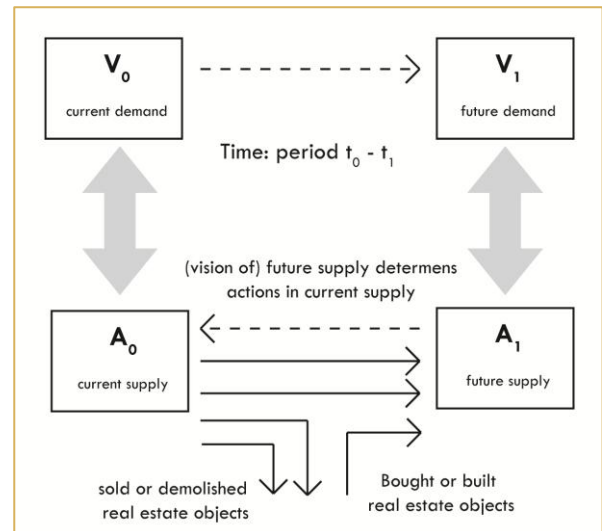 V₀
current demand
V₁
future demand
Time: period t₀ - t₁
(vision of) future supply determens
actions in current supply
A₀
current supply
A₁
future supply
sold or demolished
real estate objects
Bought or built
real estate objects